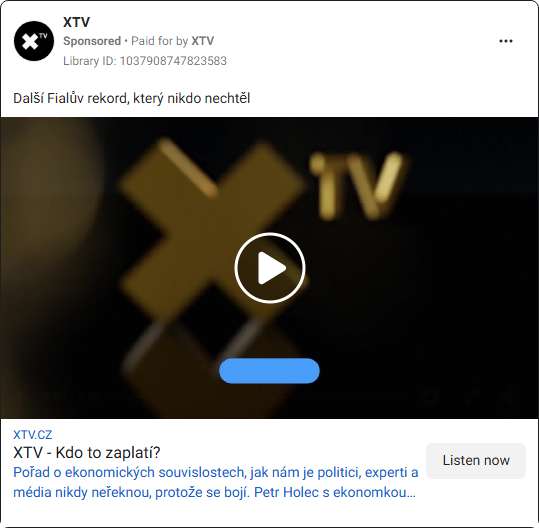 XTV
Sponsored • Paid for by XTV
Library ID: 1037908747823583
Další Fialův rekord, který nikdo nechtěl
XTV
XTV.CZ
XTV - Kdo to zaplatí?
Pořad o ekonomických souvislostech, jak nám je politici, experti a
média nikdy neřeknou, protože se bojí. Petr Holec s ekonomkou...
Listen now